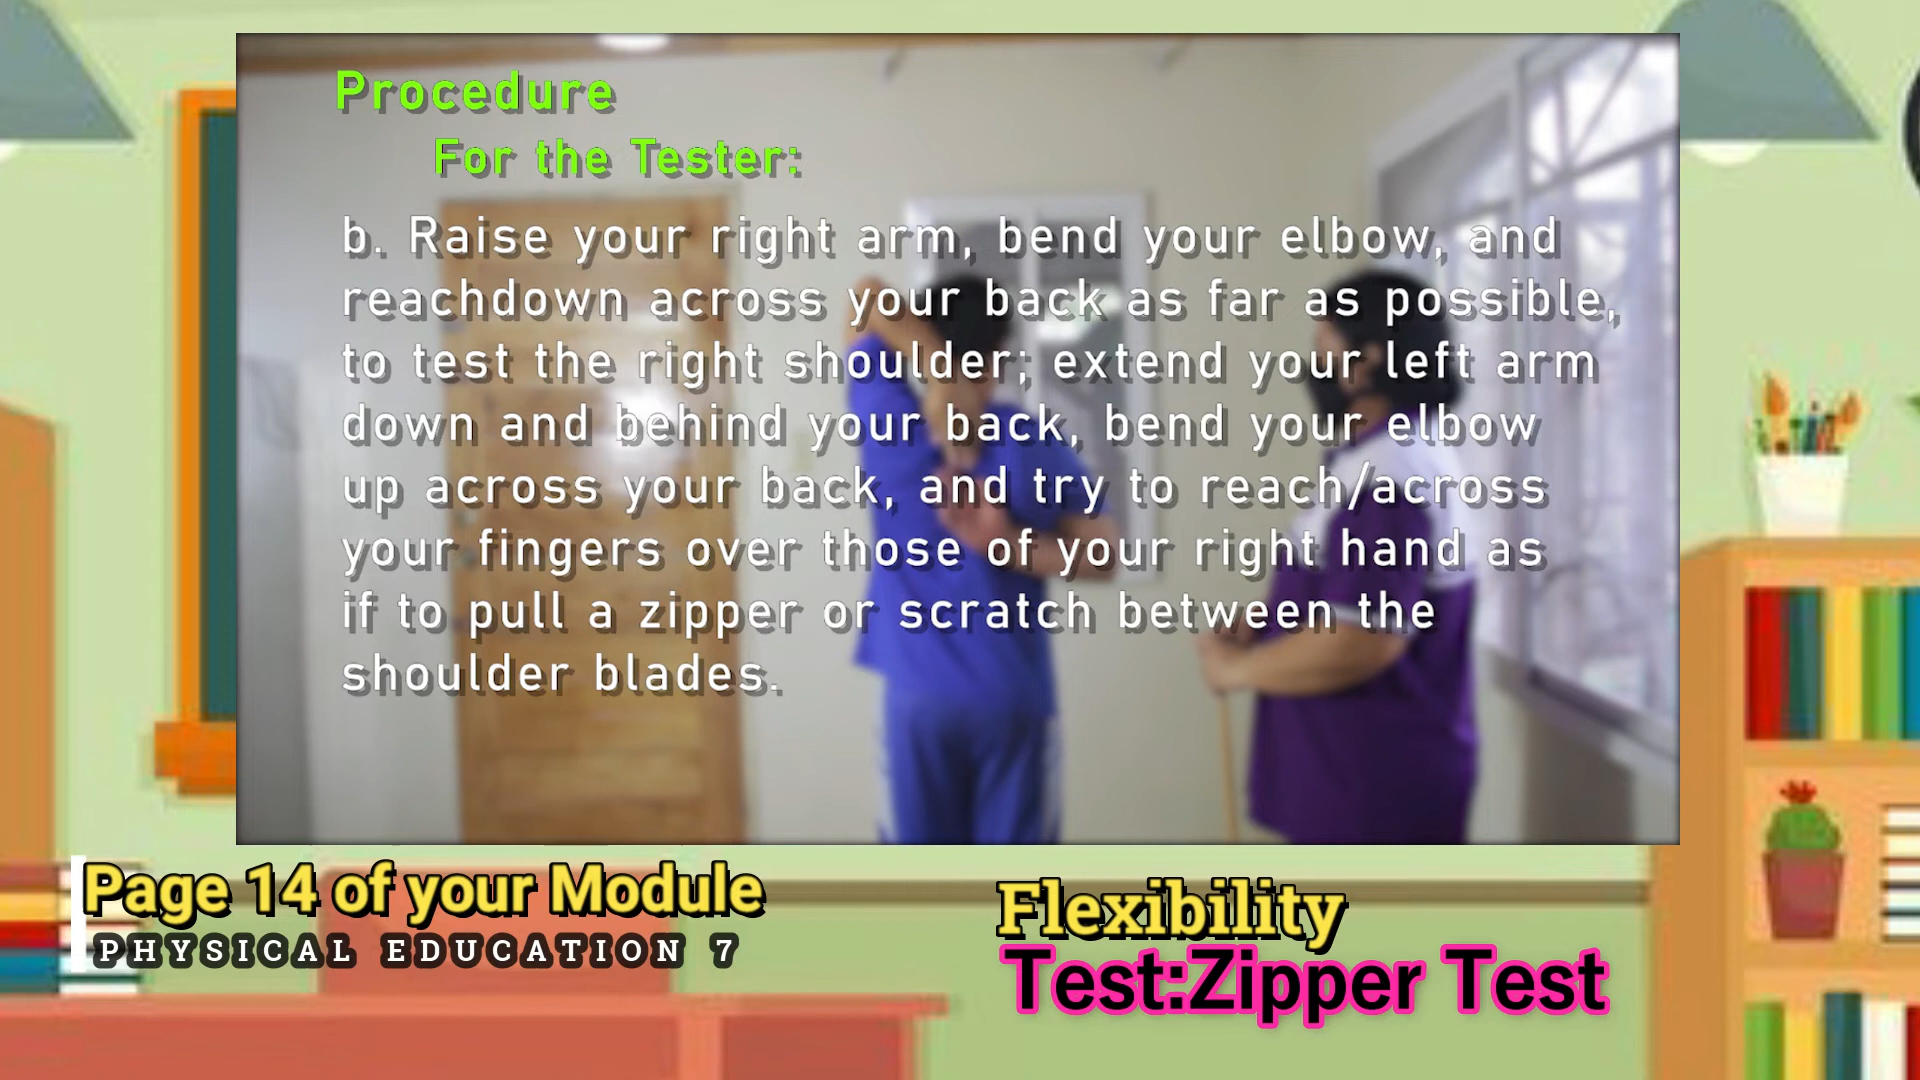 Procedure
For the Tester:
b. Raise your right arm, bend your elbow, and
reachdown across your back as far as possible,
to test the right shoulder; extend your left arm
down and behind your back, bend your elbow
up across your back, and try to reach/across
your fingers over those of your right hand as
if to pull a zipper or scratch between the
shoulder blades.
Page 14 of your Module
PHYSICAL EDUCATION 7
Flexibility
Test:Zipper Test